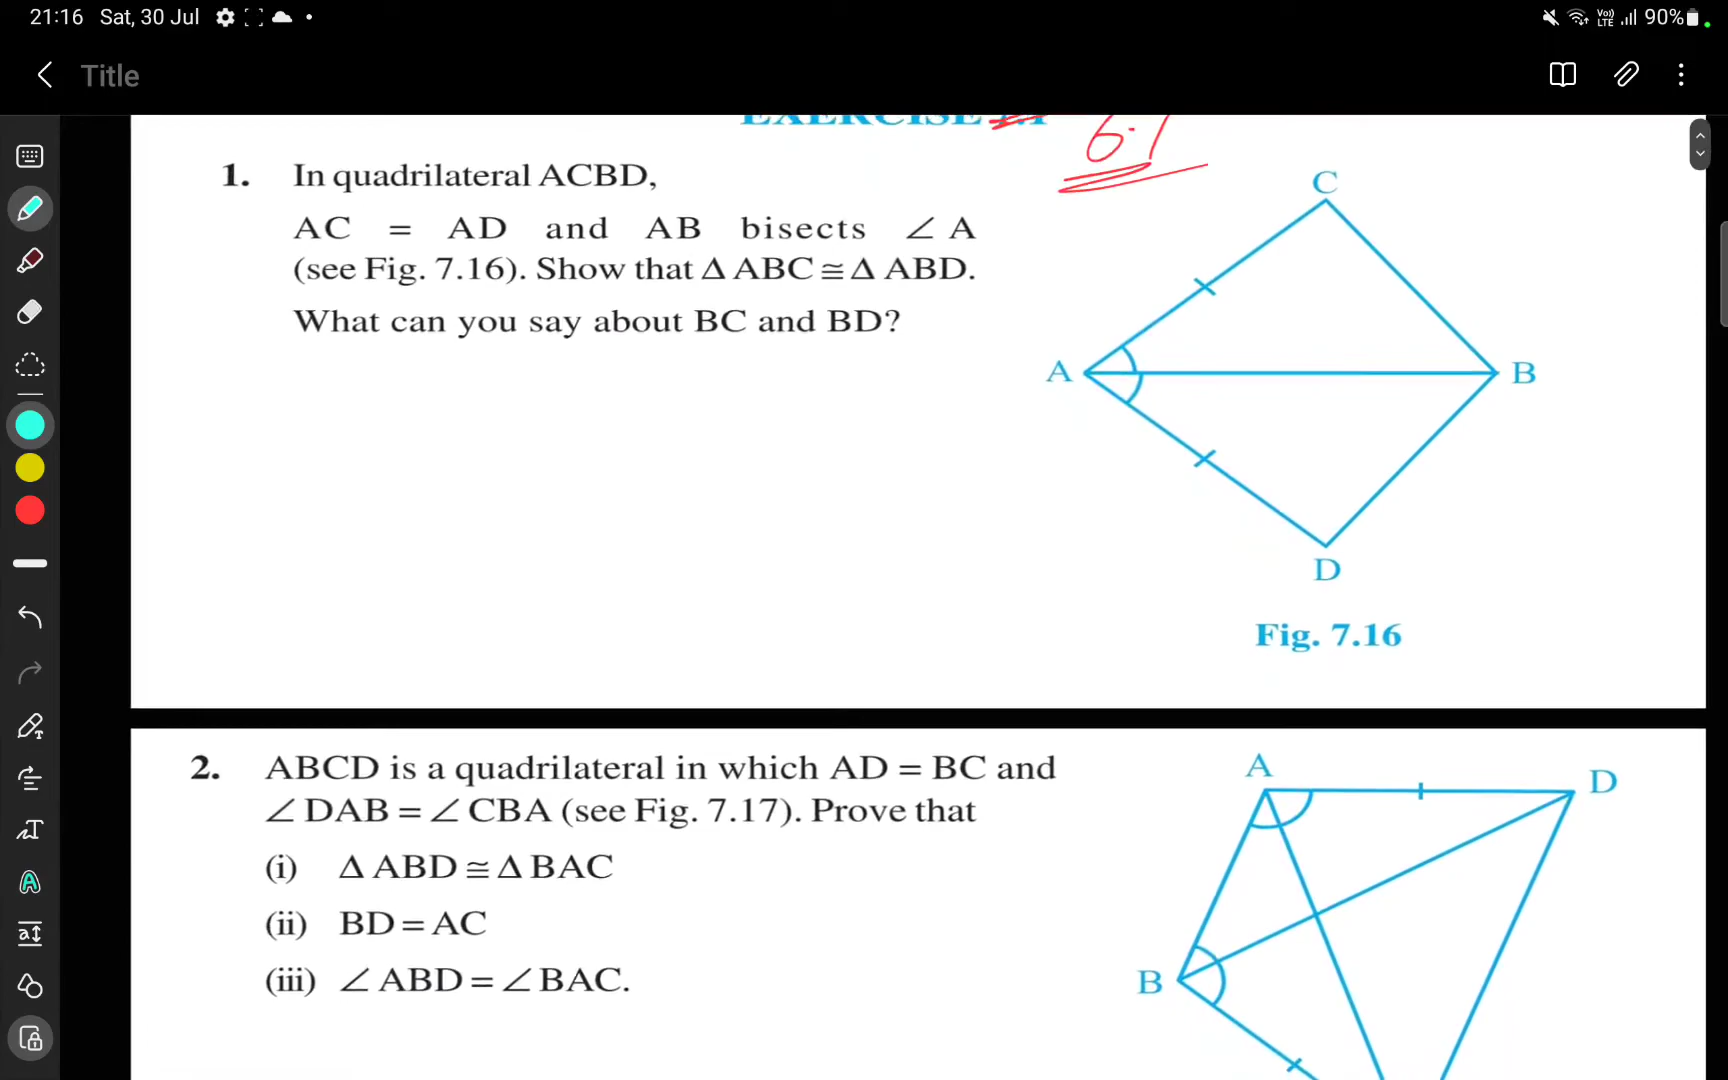 21:16 Sat, 30 Jul
Vo)) LTE 90%
Title
6.1
1. In quadrilateral ACBD,
AC = AD and AB bisects ∠ A
(see Fig. 7.16). Show that Δ ABC ≅ Δ ABD.
What can you say about BC and BD?
C
A
B
D
Fig. 7.16
2. ABCD is a quadrilateral in which AD = BC and
∠ DAB = ∠ CBA (see Fig. 7.17). Prove that
(i) Δ ABD ≅ Δ BAC
(ii) BD = AC
(iii) ∠ ABD = ∠ BAC.
A
D
B